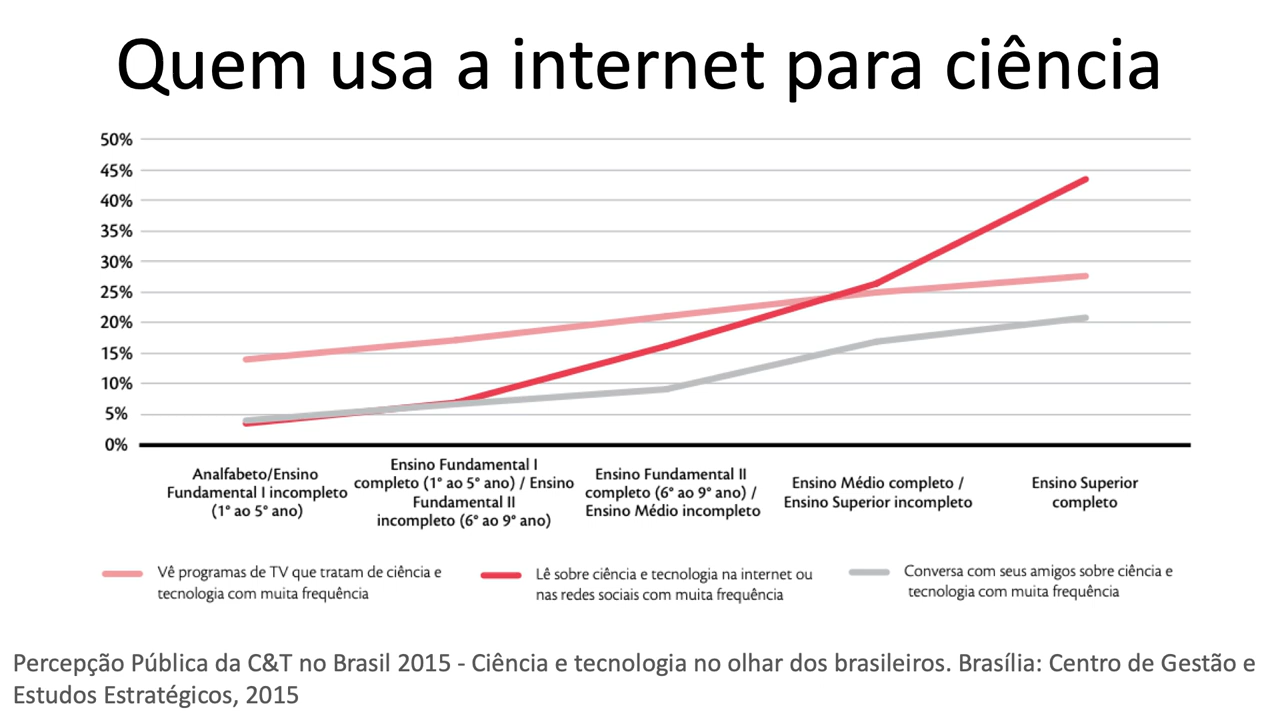 Quem usa a internet para ciência
50%
45%
40%
35%
30%
25%
20%
15%
10%
5%
0%
Analfabeto/Ensino
Fundamental I incompleto
(1° ao 5° ano)
Ensino Fundamental I
completo (1° ao 5° ano) / Ensino
Fundamental II
incompleto (6° ao 9° ano)
Ensino Fundamental II
completo (6° ao 9° ano) /
Ensino Médio incompleto
Ensino Médio completo /
Ensino Superior incompleto
Ensino Superior
completo
Vê programas de TV que tratam de ciência e
tecnologia com muita frequência
Lê sobre ciência e tecnologia na internet ou
nas redes sociais com muita frequência
Conversa com seus amigos sobre ciência e
tecnologia com muita frequência
Percepção Pública da C&T no Brasil 2015 - Ciência e tecnologia no olhar dos brasileiros. Brasília: Centro de Gestão e
Estudos Estratégicos, 2015